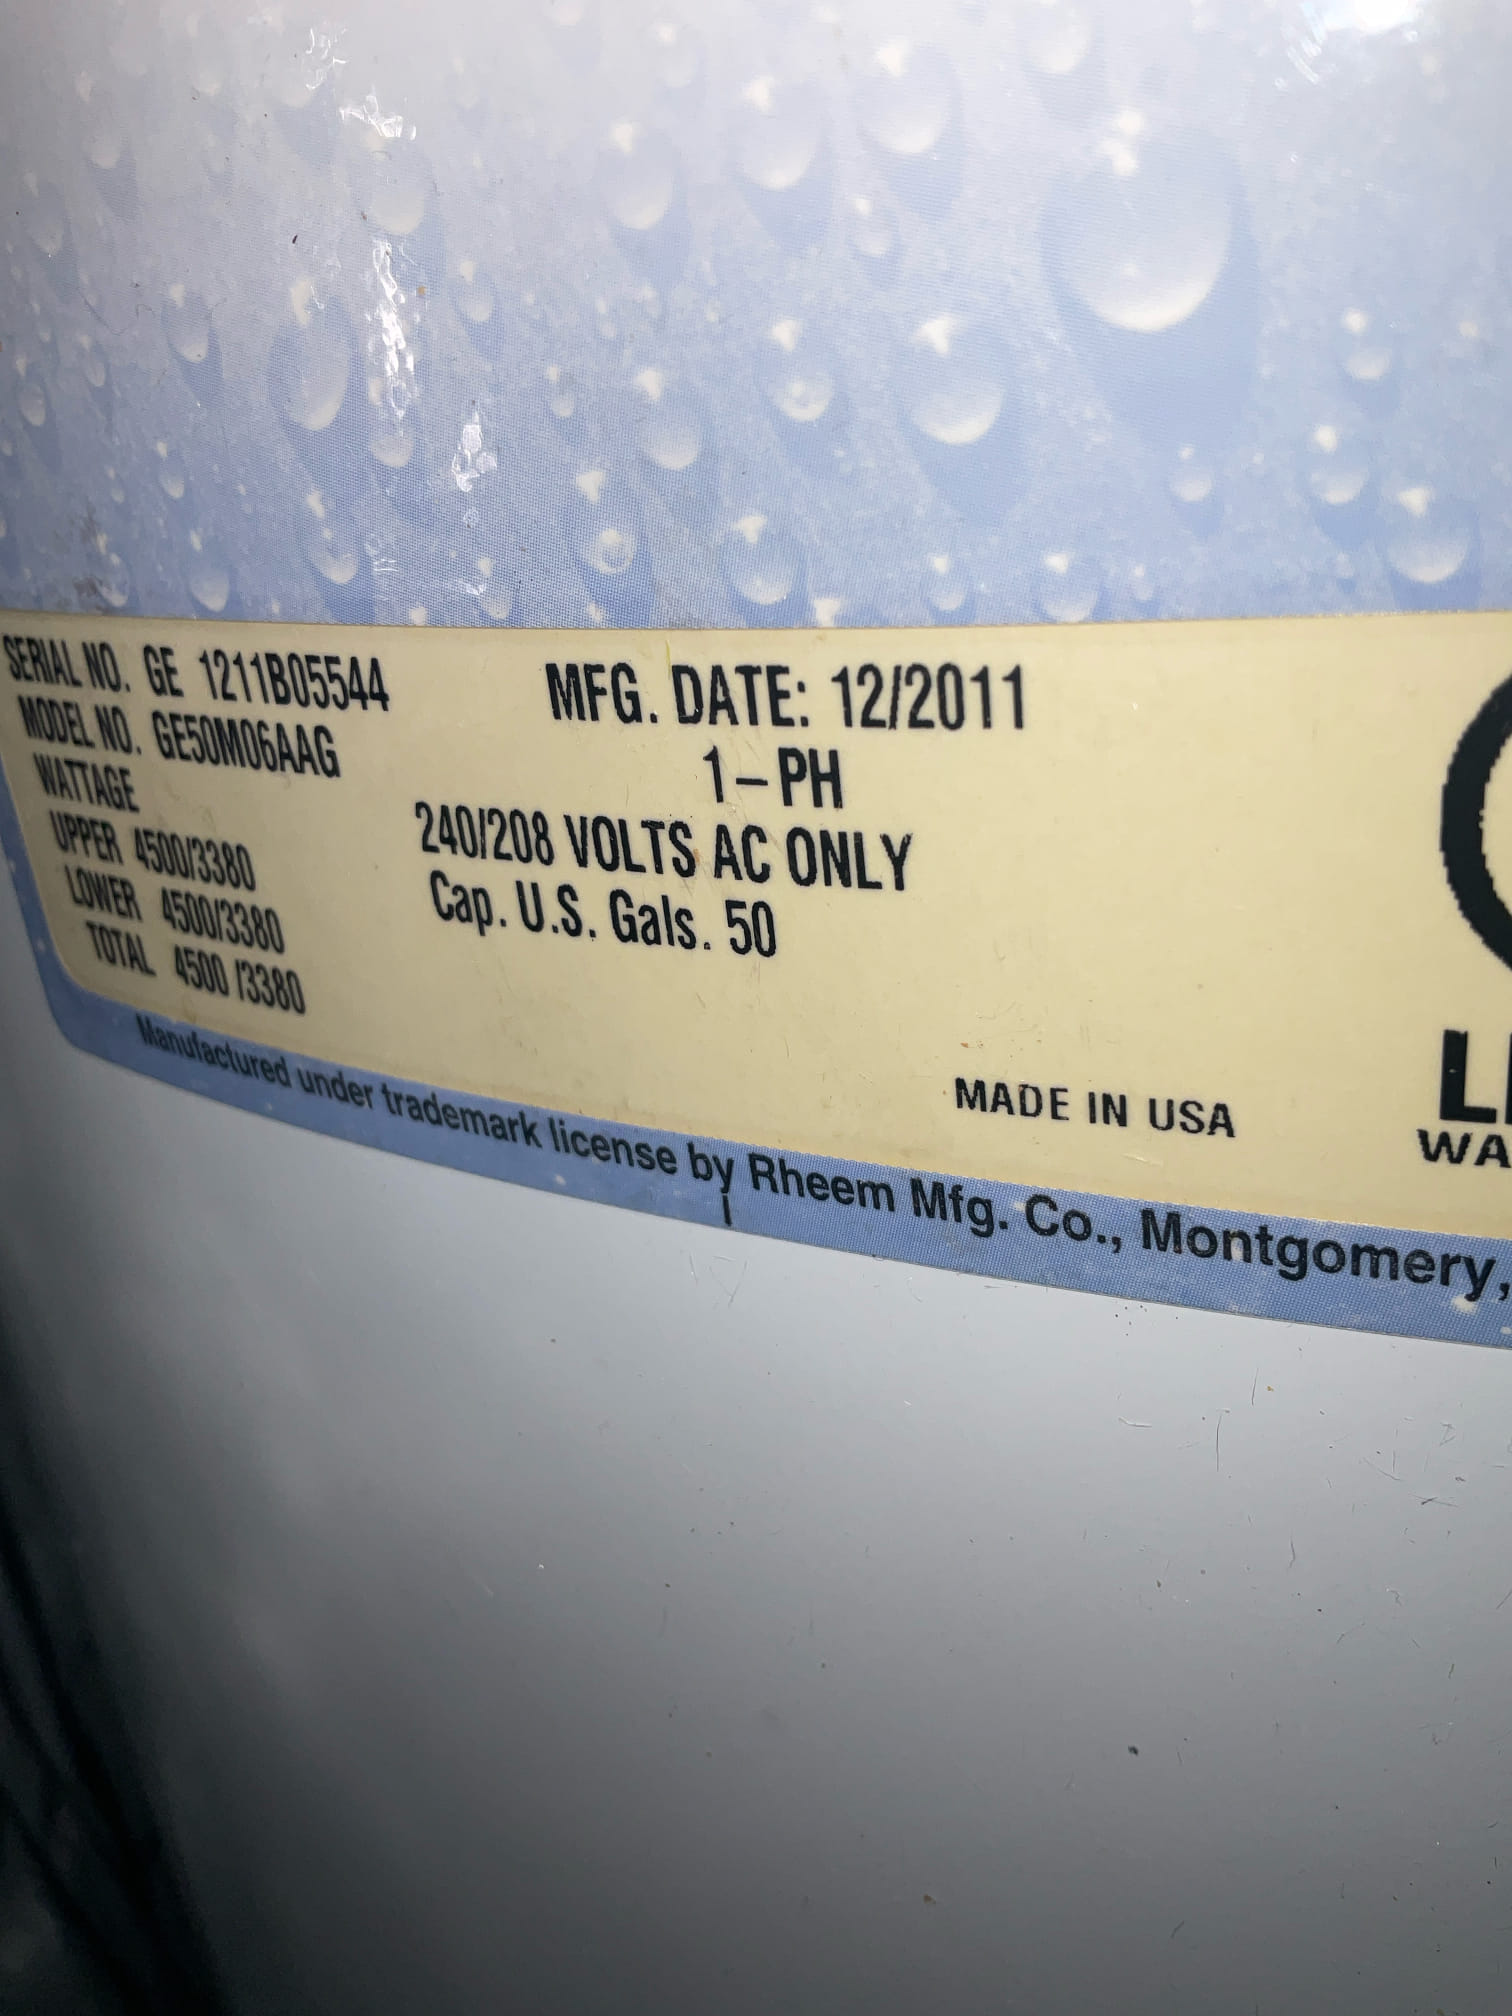 SERIAL NO. GE 1211B05544
MODEL NO. GE50M06AAG
WATTAGE
UPPER 4500/3380
LOWER 4500/3380
TOTAL 4500 /3380
MFG. DATE: 12/2011
1-PH
240/208 VOLTS AC ONLY
Cap. U.S. Gals. 50
MADE IN USA
LI
WA
Manufactured under trademark license by Rheem Mfg. Co., Montgomery,